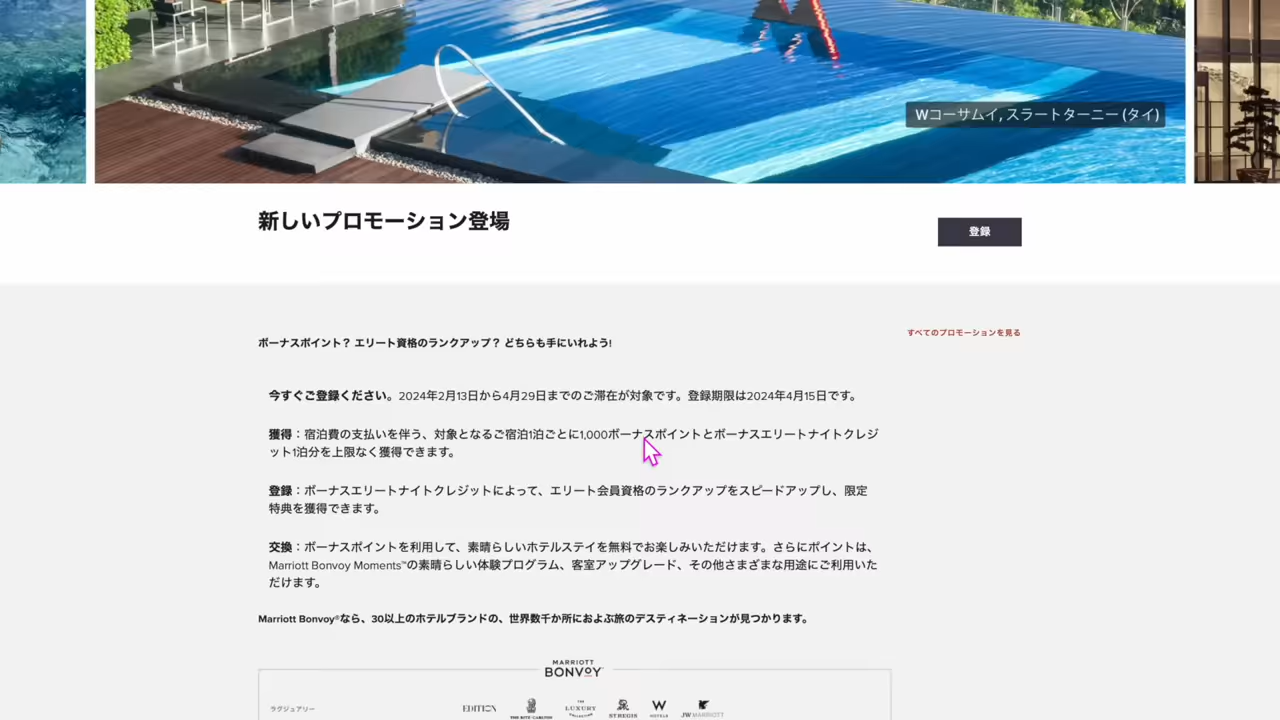 Wコーサムイ, スラートターニー (タイ)
新しいプロモーション登場
登録
すべてのプロモーションを見る
ボーナスポイント？ エリート資格のランクアップ？ どちらも手にいれよう!
今すぐご登録ください。2024年2月13日から4月29日までのご滞在が対象です。登録期限は2024年4月15日です。
獲得：宿泊費の支払いを伴う、対象となるご宿泊1泊ごとに1,000ボーナスポイントとボーナスエリートナイトクレジ
ット1泊分を上限なく獲得できます。
登録：ボーナスエリートナイトクレジットによって、エリート会員資格のランクアップをスピードアップし、限定
特典を獲得できます。
交換：ボーナスポイントを利用して、素晴らしいホテルステイを無料でお楽しみいただけます。さらにポイントは、
Marriott Bonvoy Moments™の素晴らしい体験プログラム、客室アップグレード、その他さまざまな用途にご利用いた
だけます。
Marriott Bonvoy®なら、30以上のホテルブランドの、世界数千か所におよぶ旅のデスティネーションが見つかります。
MARRIOTT
BONVOY
ラグジュアリー
EDITION
THE RITZ-CARLTON
THE LUXURY COLLECTION
ST REGIS
W HOTELS
JW MARRIOTT